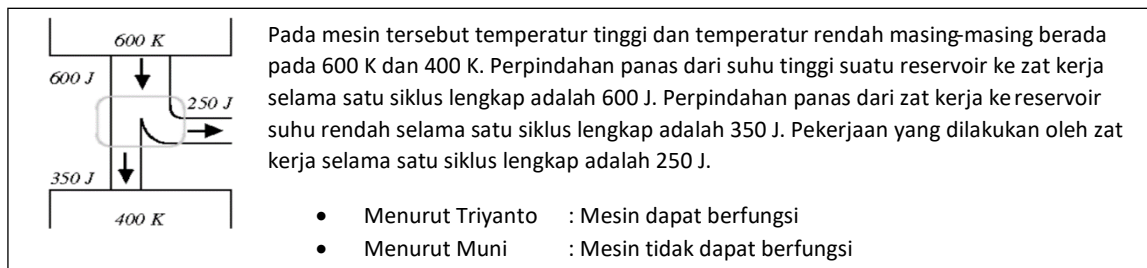 600 K
600 J
250 J
350 J
400 K
Pada mesin tersebut temperatur tinggi dan temperatur rendah masing-masing berada
pada 600 K dan 400 K. Perpindahan panas dari suhu tinggi suatu reservoir ke zat kerja
selama satu siklus lengkap adalah 600 J. Perpindahan panas dari zat kerja ke reservoir
suhu rendah selama satu siklus lengkap adalah 350 J. Pekerjaan yang dilakukan oleh zat
kerja selama satu siklus lengkap adalah 250 J.
• Menurut Triyanto : Mesin dapat berfungsi
• Menurut Muni : Mesin tidak dapat berfungsi